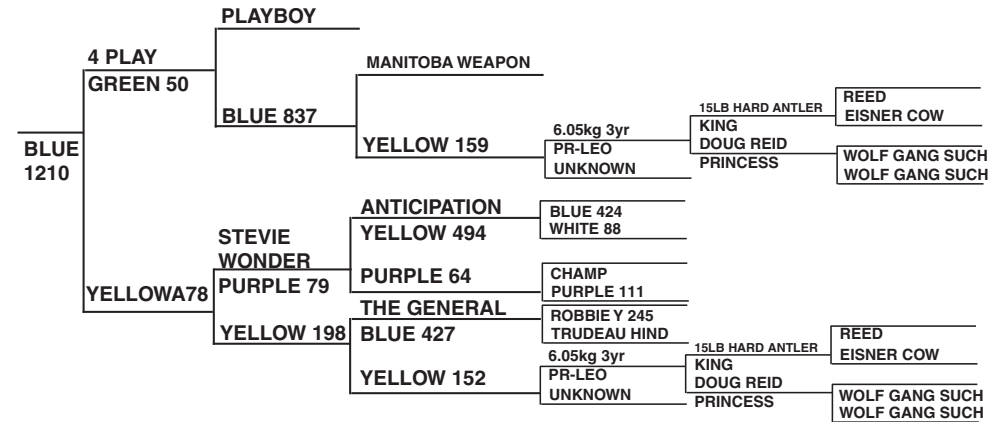 PLAYBOY
4 PLAY
GREEN 50
MANITOBA WEAPON
BLUE 837
YELLOW 159
6.05kg 3yr
PR-LEO
UNKNOWN
15LB HARD ANTLER
KING
DOUG REID
PRINCESS
REED
EISNER COW
WOLF GANG SUCH
WOLF GANG SUCH
BLUE
1210
ANTICIPATION
YELLOW 494
BLUE 424
WHITE 88
STEVIE
WONDER
PURPLE 79
PURPLE 64
CHAMP
PURPLE 111
YELLOWA78
THE GENERAL
BLUE 427
ROBBIE Y 245
TRUDEAU HIND
YELLOW 198
YELLOW 152
6.05kg 3yr
PR-LEO
UNKNOWN
15LB HARD ANTLER
KING
DOUG REID
PRINCESS
REED
EISNER COW
WOLF GANG SUCH
WOLF GANG SUCH